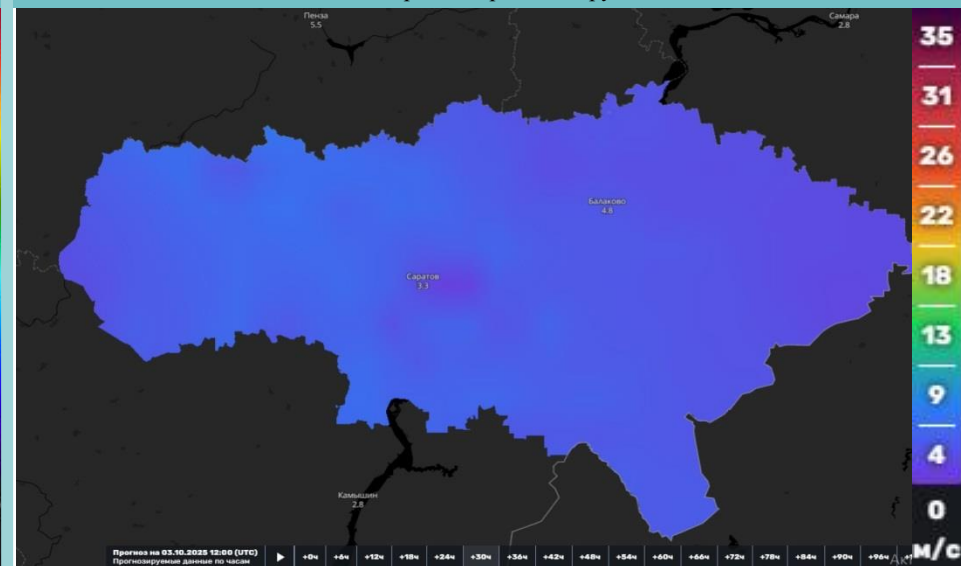 Пенза
5.5
Самара
2.8
Балаково
4.8
Саратов
3.3
Камышин
2.8
35
31
26
22
18
13
9
4
0
м/с
Прогноз на 03.10.2025 12:00 (UTC)
Прогнозируемые данные по часам
+0ч +6ч +12ч +18ч +24ч +30ч +36ч +42ч +48ч +54ч +60ч +66ч +72ч +78ч +84ч +90ч +96ч